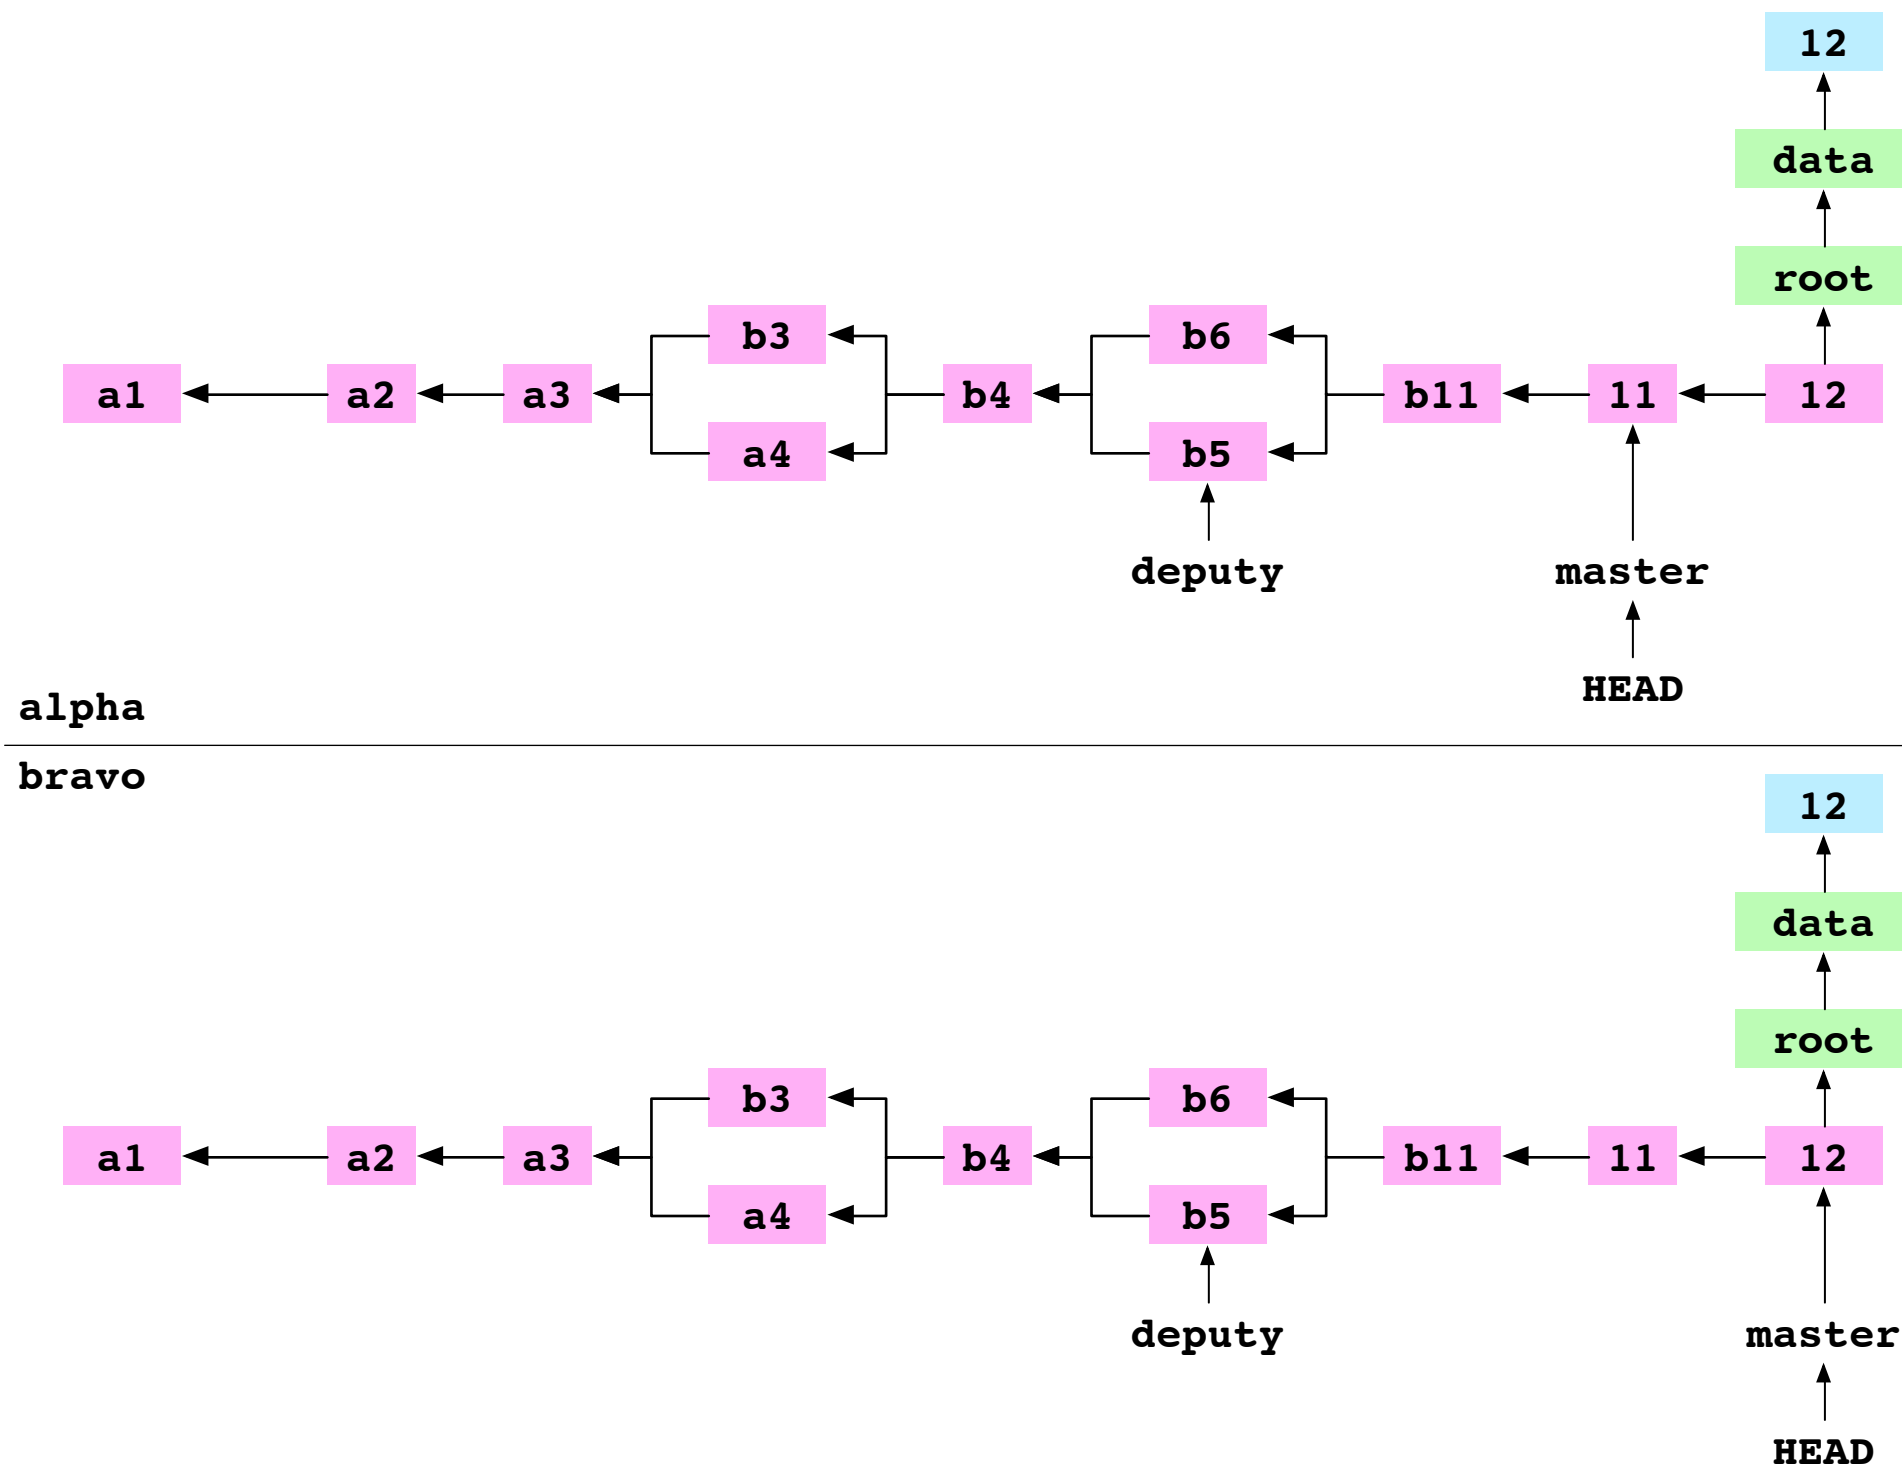 12
data
root
b3 b6
a1 a2 a3 b4 b11 11 12
a4 b5
deputy master
HEAD
alpha
bravo
12
data
root
b3 b6
a1 a2 a3 b4 b11 11 12
a4 b5
deputy master
HEAD